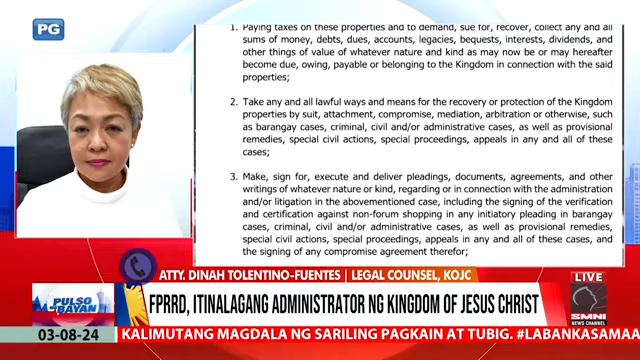 PG
1. Paying taxes on these properties and to demand, sue for, recover, collect any and all
sums of money, debts, dues, accounts, legacies, bequests, interests, dividends, and
other things of value of whatever nature and kind as may now be or may hereafter
become due, owing, payable or belonging to the Kingdom in connection with the said
properties;
2. Take any and all lawful ways and means for the recovery or protection of the Kingdom
properties by suit, attachment, compromise, mediation, arbitration or otherwise, such
as barangay cases, criminal, civil and/or administrative cases, as well as provisional
remedies, special civil actions, special proceedings, appeals in any and all of these
cases;
3. Make, sign for, execute and deliver pleadings, documents, agreements, and other
writings of whatever nature or kind, regarding or in connection with the administration
and/or litigation in the abovementioned case, including the signing of the verification
and certification against non-forum shopping in any initiatory pleading in barangay
cases, criminal, civil and/or administrative cases, as well as provisional remedies,
special civil actions, special proceedings, appeals in any and all of these cases, and
the signing of any compromise agreement therefor;
ATTY. DINAH TOLENTINO-FUENTES | LEGAL COUNSEL, KOJC
LIVE
PULSO NG BAYAN
FPRRD, ITINALAGANG ADMINISTRATOR NG KINGDOM OF JESUS CHRIST
SMNI
NEWS CHANNEL
03-08-24
KALIMUTANG MAGDALA NG SARILING PAGKAIN AT TUBIG. #LABANKASAMAA